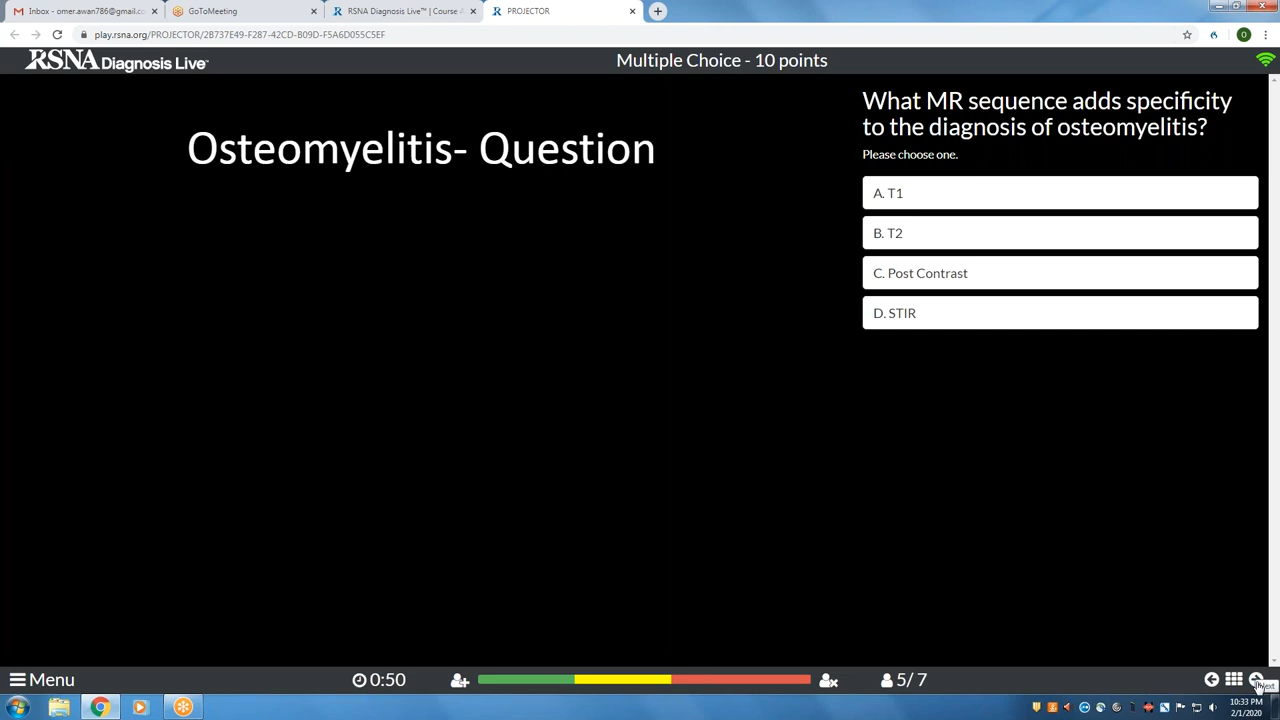 Inbox - omer.awan786@gmail.co
GoToMeeting
RSNA Diagnosis Live™ | Course #
PROJECTOR
play.rsna.org/PROJECTOR/2B737E49-F287-42CD-B09D-F5A6D055C5EF
O
RSNA Diagnosis Live™
Multiple Choice - 10 points
Osteomyelitis- Question
What MR sequence adds specificity
to the diagnosis of osteomyelitis?
Please choose one.
A. T1
B. T2
C. Post Contrast
D. STIR
Menu
0:50
5/ 7
10:33 PM
2/1/2020